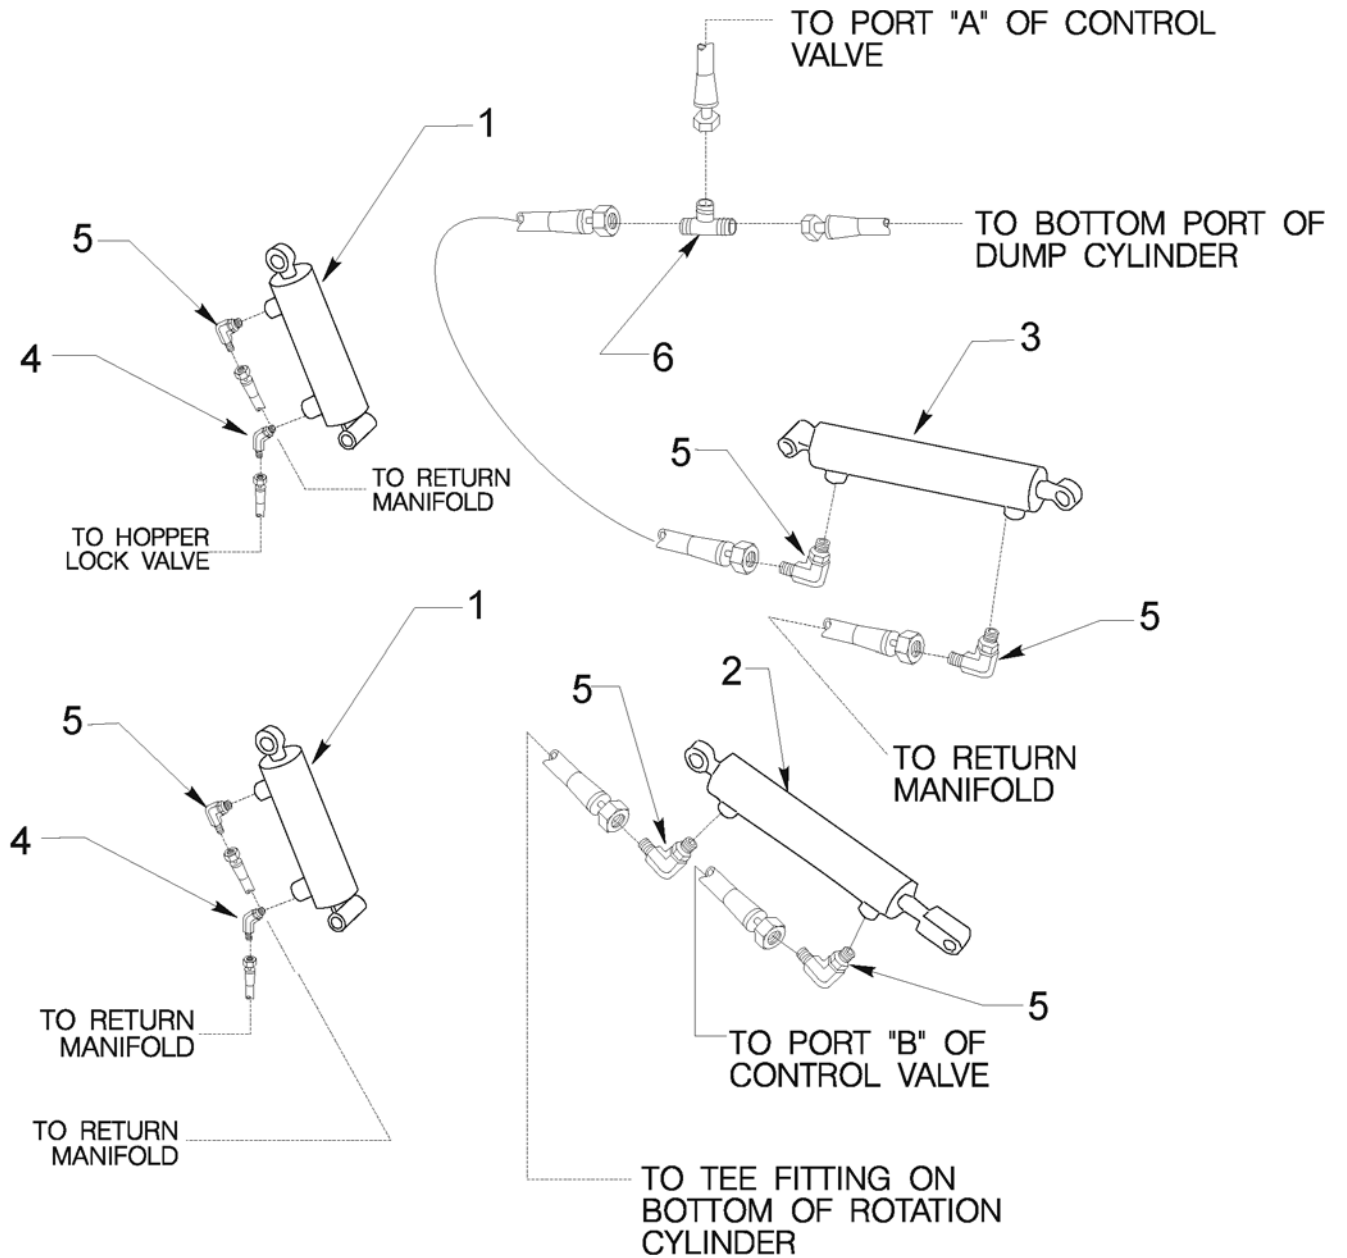 TO PORT "A" OF CONTROL
VALVE
1
5
TO BOTTOM PORT OF
DUMP CYLINDER
6
3
4
5
TO RETURN
MANIFOLD
TO HOPPER
LOCK VALVE
1
5
2
5
5
TO RETURN
MANIFOLD
4
5
TO RETURN
MANIFOLD
TO PORT "B" OF
CONTROL VALVE
TO RETURN
MANIFOLD
TO TEE FITTING ON
BOTTOM OF ROTATION
CYLINDER